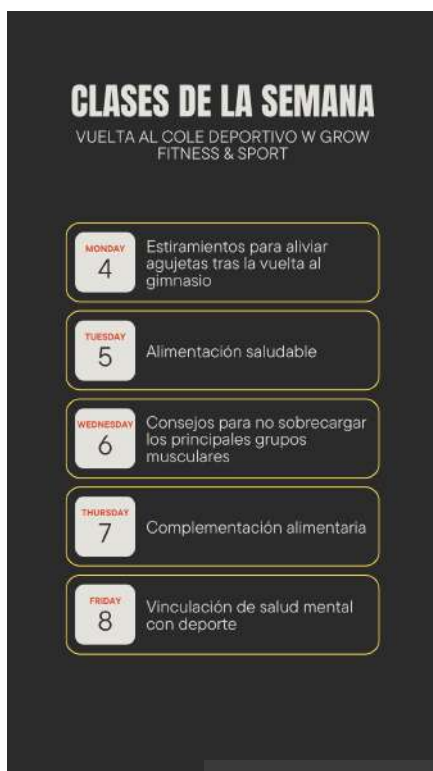 CLASES DE LA SEMANA
VUELTA AL COLE DEPORTIVO W GROW
FITNESS & SPORT
MONDAY
4
Estiramientos para aliviar
agujetas tras la vuelta al
gimnasio
TUESDAY
5
Alimentación saludable
WEDNESDAY
6
Consejos para no sobrecargar
los principales grupos
musculares
THURSDAY
7
Complementación alimentaria
FRIDAY
8
Vinculación de salud mental
con deporte